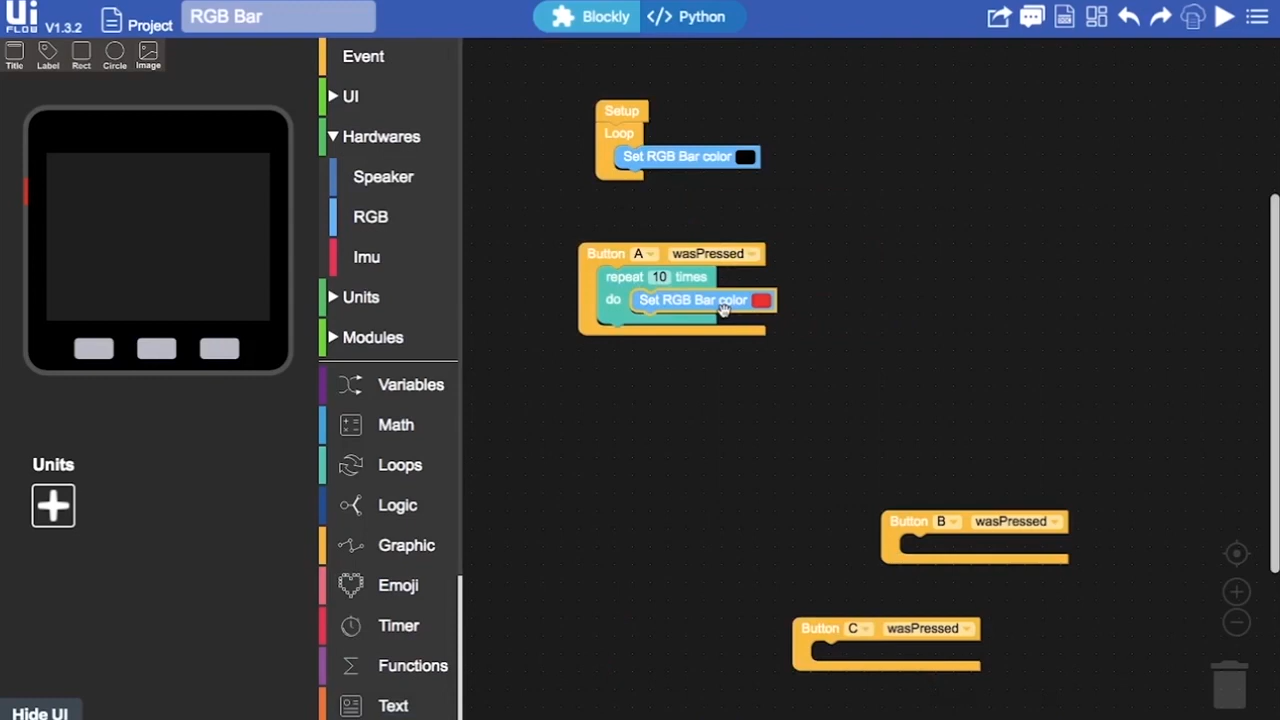 Ui
FLOW V1.3.2
Project
RGB Bar
Blockly
</> Python
Title
Label
Rect
Circle
Image
Event
UI
Hardwares
Speaker
RGB
Imu
Units
Modules
Variables
Math
Loops
Logic
Graphic
Emoji
Timer
Functions
Text
Units
Hide UI
Setup
Loop
Set RGB Bar color
Button A wasPressed
repeat 10 times
do Set RGB Bar color
Button B wasPressed
Button C wasPressed